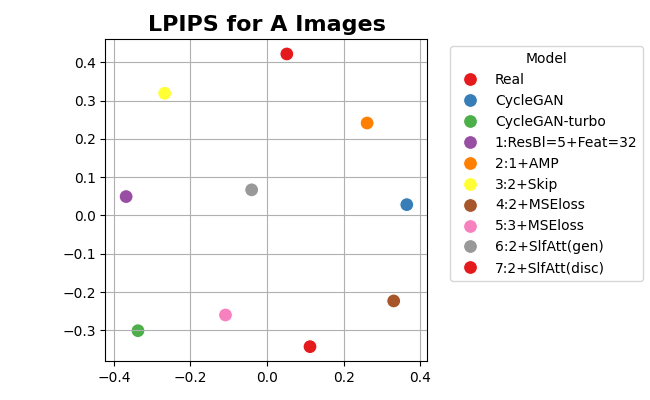 LPIPS for A Images
0.4
0.3
0.2
0.1
0.0
−0.1
−0.2
−0.3
−0.4
−0.2
0.0
0.2
0.4
Model
Real
CycleGAN
CycleGAN-turbo
1:ResBl=5+Feat=32
2:1+AMP
3:2+Skip
4:2+MSEloss
5:3+MSEloss
6:2+SlfAtt(gen)
7:2+SlfAtt(disc)